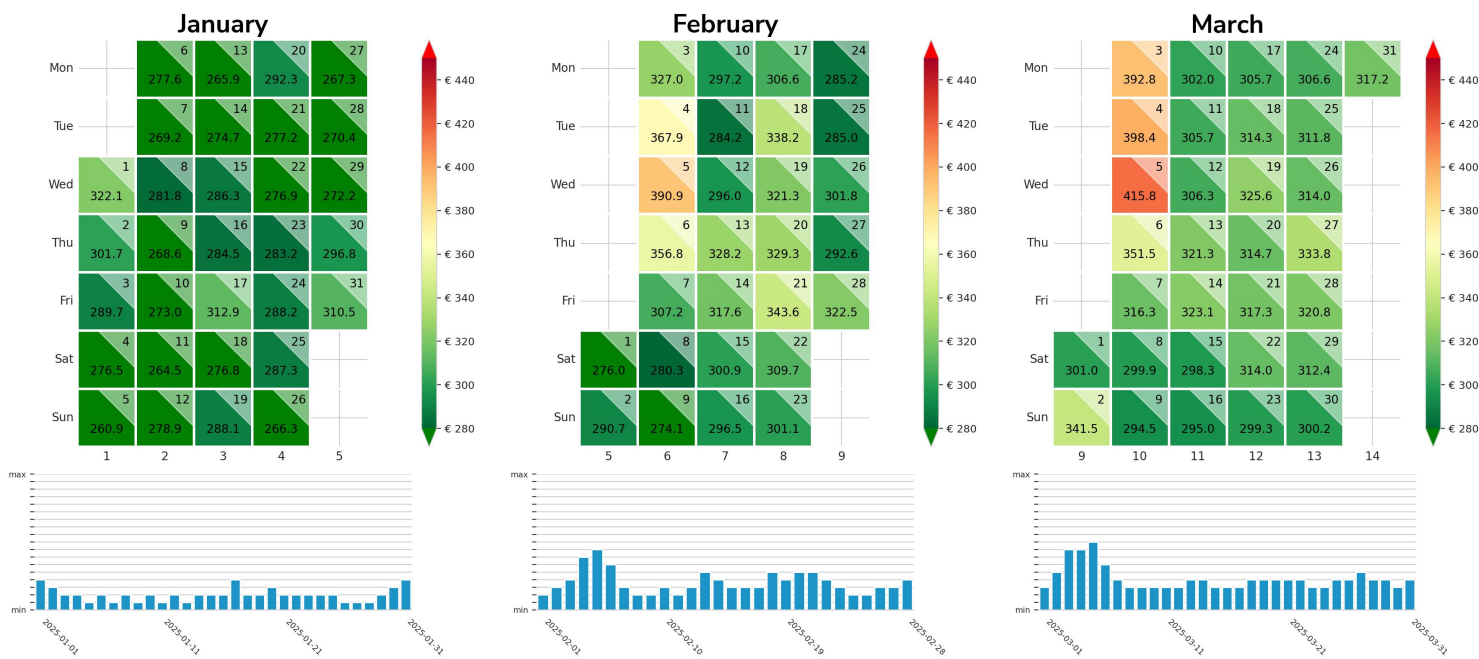 January February March
6 13 20 27
Mon 277.6 265.9 292.3 267.3
7 14 21 28
Tue 269.2 274.7 277.2 270.4
1 8 15 22 29
Wed 322.1 281.8 286.3 276.9 272.2
2 9 16 23 30
Thu 301.7 268.6 284.5 283.2 296.8
3 10 17 24 31
Fri 289.7 273.0 312.9 288.2 310.5
4 11 18 25
Sat 276.5 264.5 276.8 287.3
5 12 19 26
Sun 260.9 278.9 288.1 266.3
1 2 3 4 5
€ 440
€ 420
€ 400
€ 380
€ 360
€ 340
€ 320
€ 300
€ 280
max
min
2025-01-01 2025-01-11 2025-01-21 2025-01-31
3 10 17 24
Mon 327.0 297.2 306.6 285.2
4 11 18 25
Tue 367.9 284.2 338.2 285.0
5 12 19 26
Wed 390.9 296.0 321.3 301.8
6 13 20 27
Thu 356.8 328.2 329.3 292.6
7 14 21 28
Fri 307.2 317.6 343.6 322.5
1 8 15 22
Sat 276.0 280.3 300.9 309.7
2 9 16 23
Sun 290.7 274.1 296.5 301.1
5 6 7 8 9
€ 440
€ 420
€ 400
€ 380
€ 360
€ 340
€ 320
€ 300
€ 280
max
min
2025-02-01 2025-02-10 2025-02-19 2025-02-28
3 10 17 24 31
Mon 392.8 302.0 305.7 306.6 317.2
4 11 18 25
Tue 398.4 305.7 314.3 311.8
5 12 19 26
Wed 415.8 306.3 325.6 314.0
6 13 20 27
Thu 351.5 321.3 314.7 333.8
7 14 21 28
Fri 316.3 323.1 317.3 320.8
1 8 15 22 29
Sat 301.0 299.9 298.3 314.0 312.4
2 9 16 23 30
Sun 341.5 294.5 295.0 299.3 300.2
9 10 11 12 13 14
€ 440
€ 420
€ 400
€ 380
€ 360
€ 340
€ 320
€ 300
€ 280
max
min
2025-03-01 2025-03-11 2025-03-21 2025-03-31